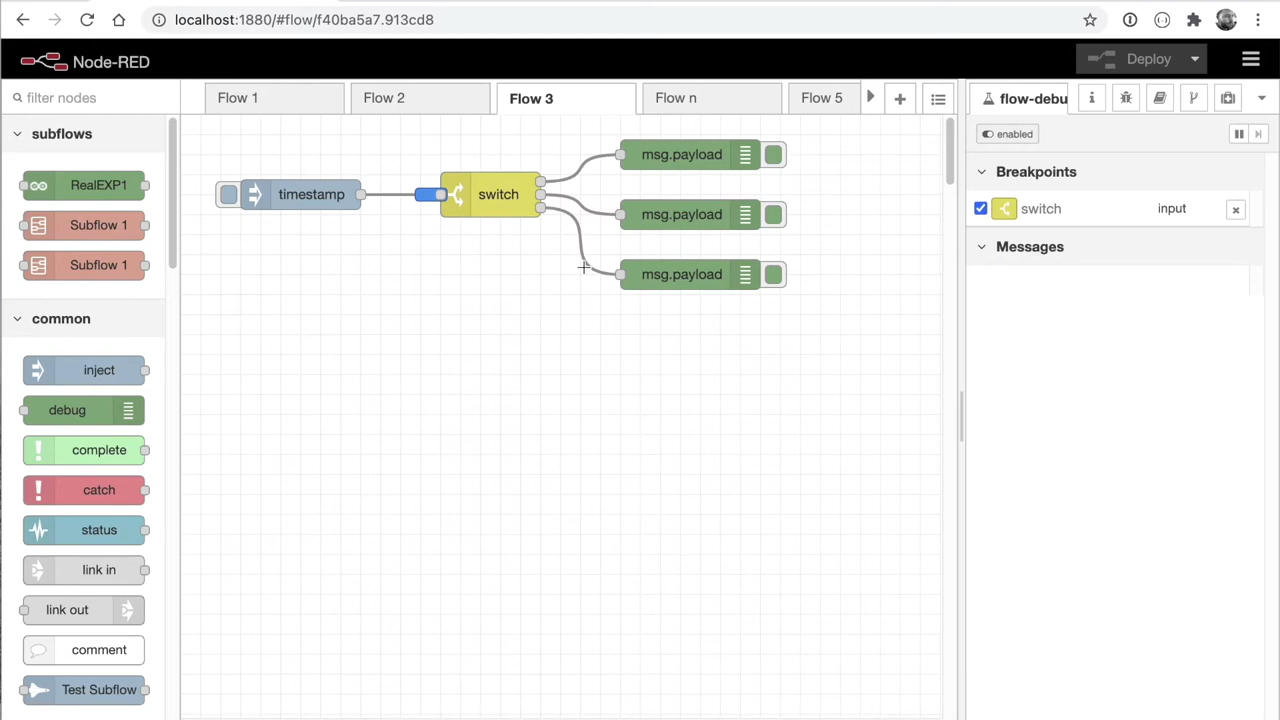 localhost:1880/#flow/f40ba5a7.913cd8
Node-RED
Deploy
filter nodes
Flow 1
Flow 2
Flow 3
Flow n
Flow 5
flow-debu
subflows
RealEXP1
Subflow 1
Subflow 1
common
inject
debug
complete
catch
status
link in
link out
comment
Test Subflow
timestamp
switch
msg.payload
msg.payload
msg.payload
enabled
Breakpoints
switch input
Messages